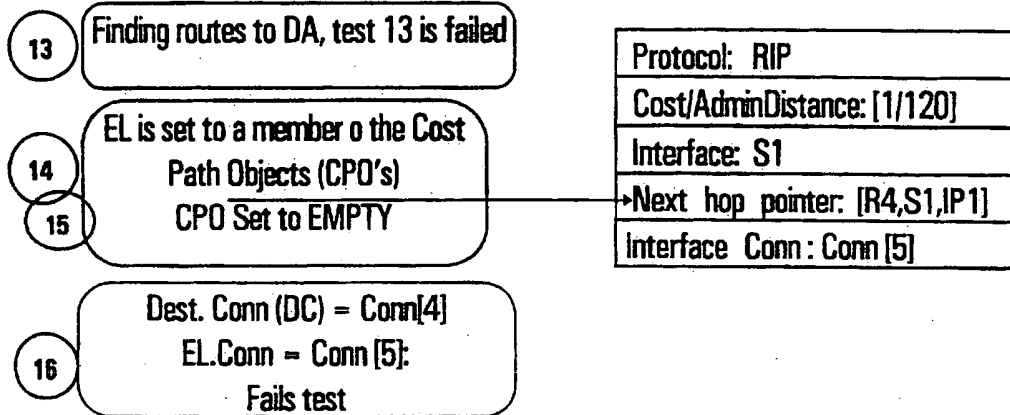 13
Finding routes to DA, test 13 is failed
14
EL is set to a member o the Cost
Path Objects (CPO's)
15
CPO Set to EMPTY
16
Dest. Conn (DC) = Conn[4]
EL.Conn = Conn [5]:
Fails test
Protocol: RIP
Cost/AdminDistance: [1/120]
Interface: S1
Next hop pointer: [R4,S1,IP1]
Interface Conn : Conn [5]